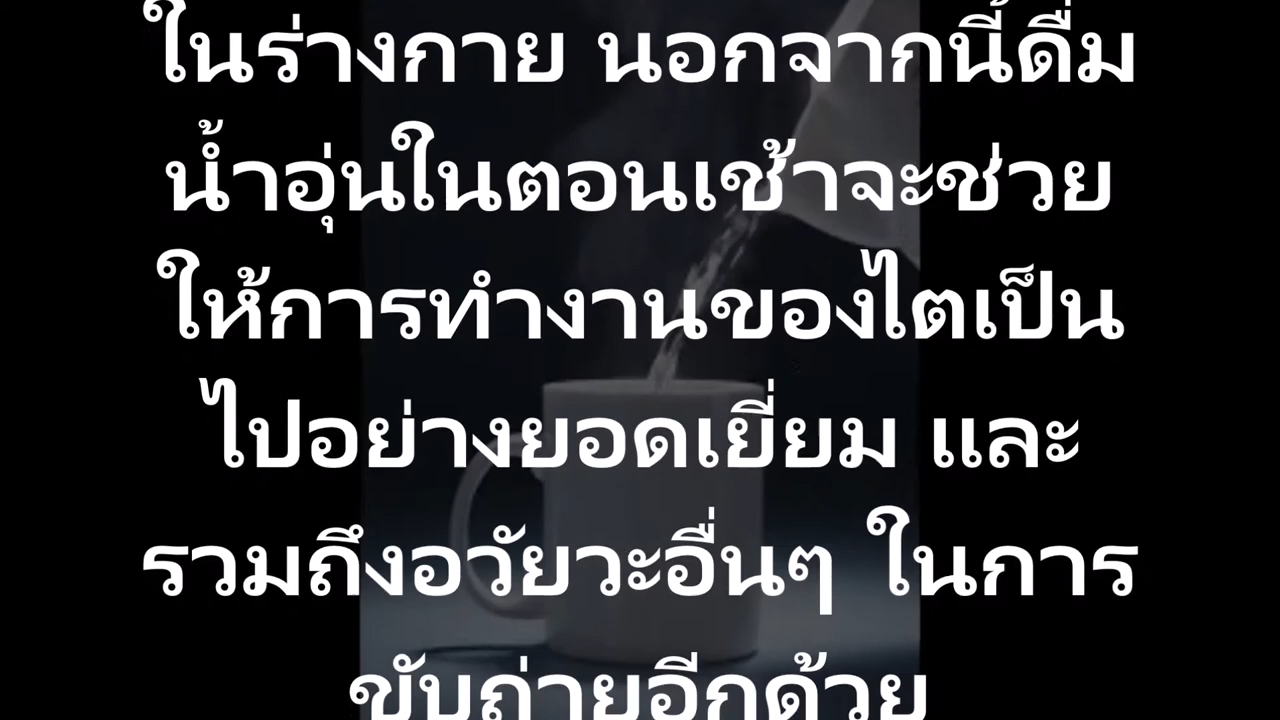 ในร่างกาย นอกจากนี้ดื่ม
น้ำอุ่นในตอนเช้าจะช่วย
ให้การทำงานของไตเป็น
ไปอย่างยอดเยี่ยม และ
รวมถึงอวัยวะอื่นๆ ในการ
ขับถ่ายอีกด้วย